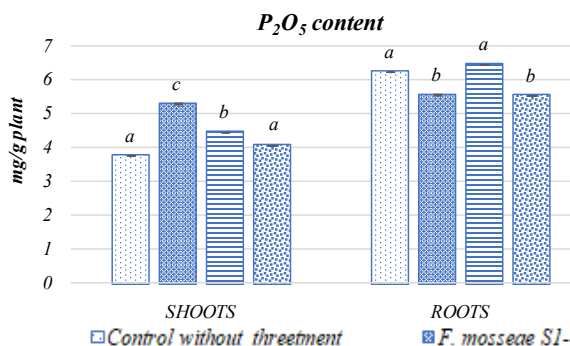 P₂O₅ content
mg/g plant
7
6
5
4
3
2
1
0
a
c
b
a
a
b
a
b
SHOOTS
ROOTS
Control without threetment
F. mosseae S1-